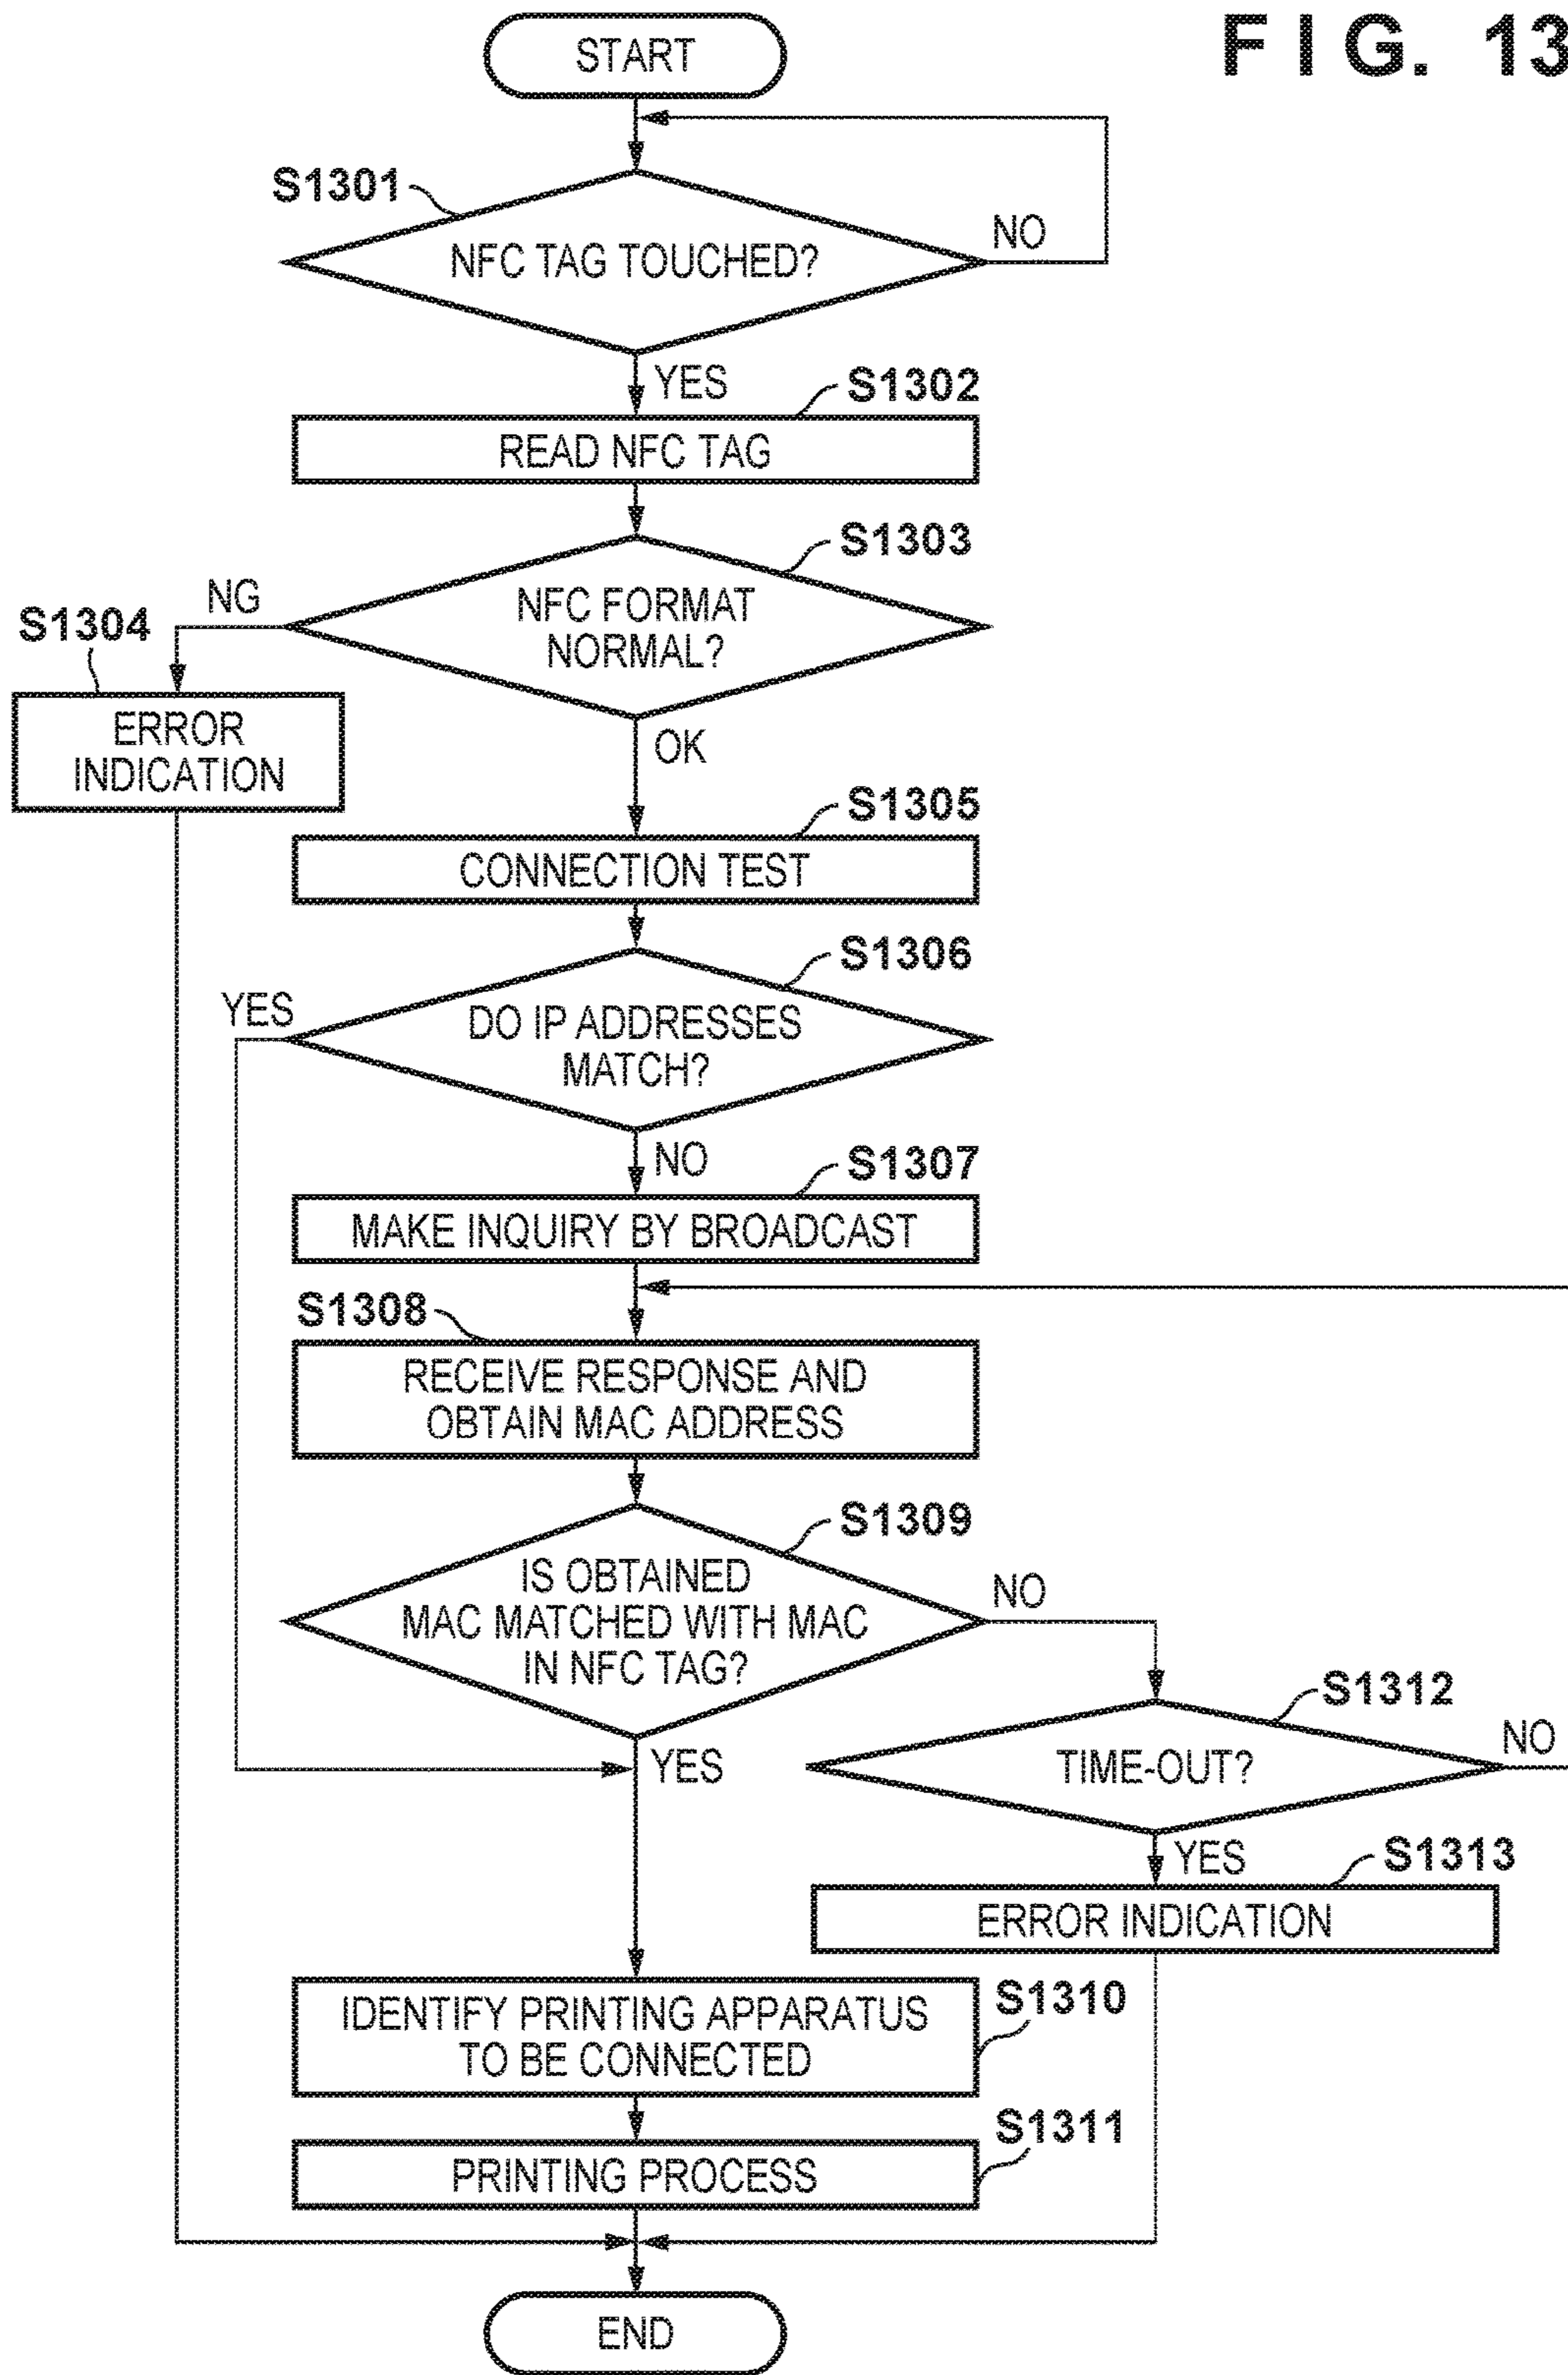 FIG. 13
START
S1301
NFC TAG TOUCHED?
NO
YES
S1302
READ NFC TAG
S1303
NFC FORMAT
NORMAL?
NG
S1304
ERROR
INDICATION
OK
S1305
CONNECTION TEST
S1306
YES
DO IP ADDRESSES
MATCH?
NO
S1307
MAKE INQUIRY BY BROADCAST
S1308
RECEIVE RESPONSE AND
OBTAIN MAC ADDRESS
S1309
IS OBTAINED
MAC MATCHED WITH MAC
IN NFC TAG?
NO
YES
S1312
TIME-OUT?
NO
YES
S1313
ERROR INDICATION
IDENTIFY PRINTING APPARATUS
TO BE CONNECTED
S1310
S1311
PRINTING PROCESS
END